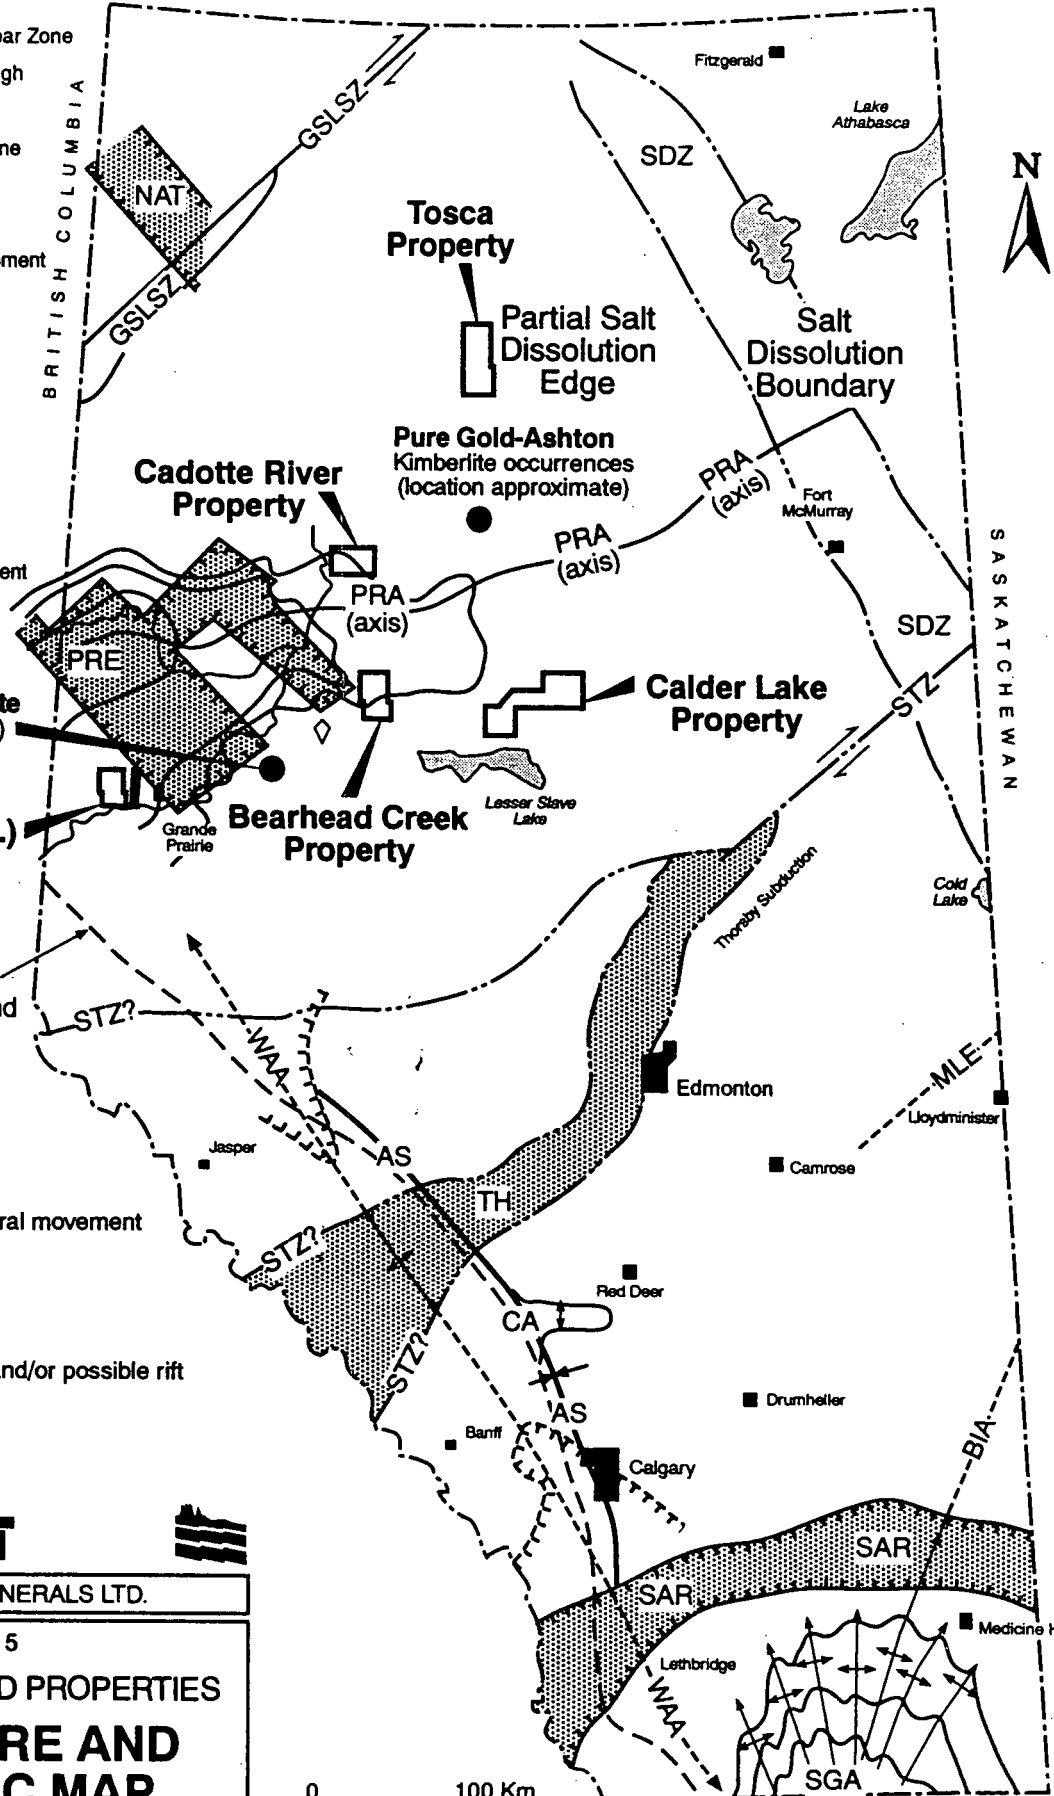 ar Zone
gh
ne
ment
ent
te
)
.)
nd
ral movement
and/or possible rift
NERALS LTD.
5
D PROPERTIES
RE AND
C MAP
0 100 Km
BRITISH COLUMBIA
SASKATCHEWAN
N
Fitzgerald
Lake
Athabasca
GSLSZ
SDZ
NAT
GSLSZ
Tosca
Property
Partial Salt
Dissolution
Edge
Salt
Dissolution
Boundary
Pure Gold-Ashton
Kimberlite occurrences
(location approximate)
Cadotte River
Property
PRA
(axis)
Fort
McMurray
PRA
(axis)
PRA
(axis)
SDZ
PRE
STZ
Calder Lake
Property
Lesser Slave
Lake
Bearhead Creek
Property
Grande
Prairie
Thorsby Subduction
Cold
Lake
STZ?
WAA
MLE
Edmonton
Lloydminister
Jasper
AS
Camrose
TH
STZ?
Red Deer
CA
STZ?
Drumheller
AS
Banff
BIA
Calgary
SAR
SAR
Medicine H
Lethbridge
WAA
SGA